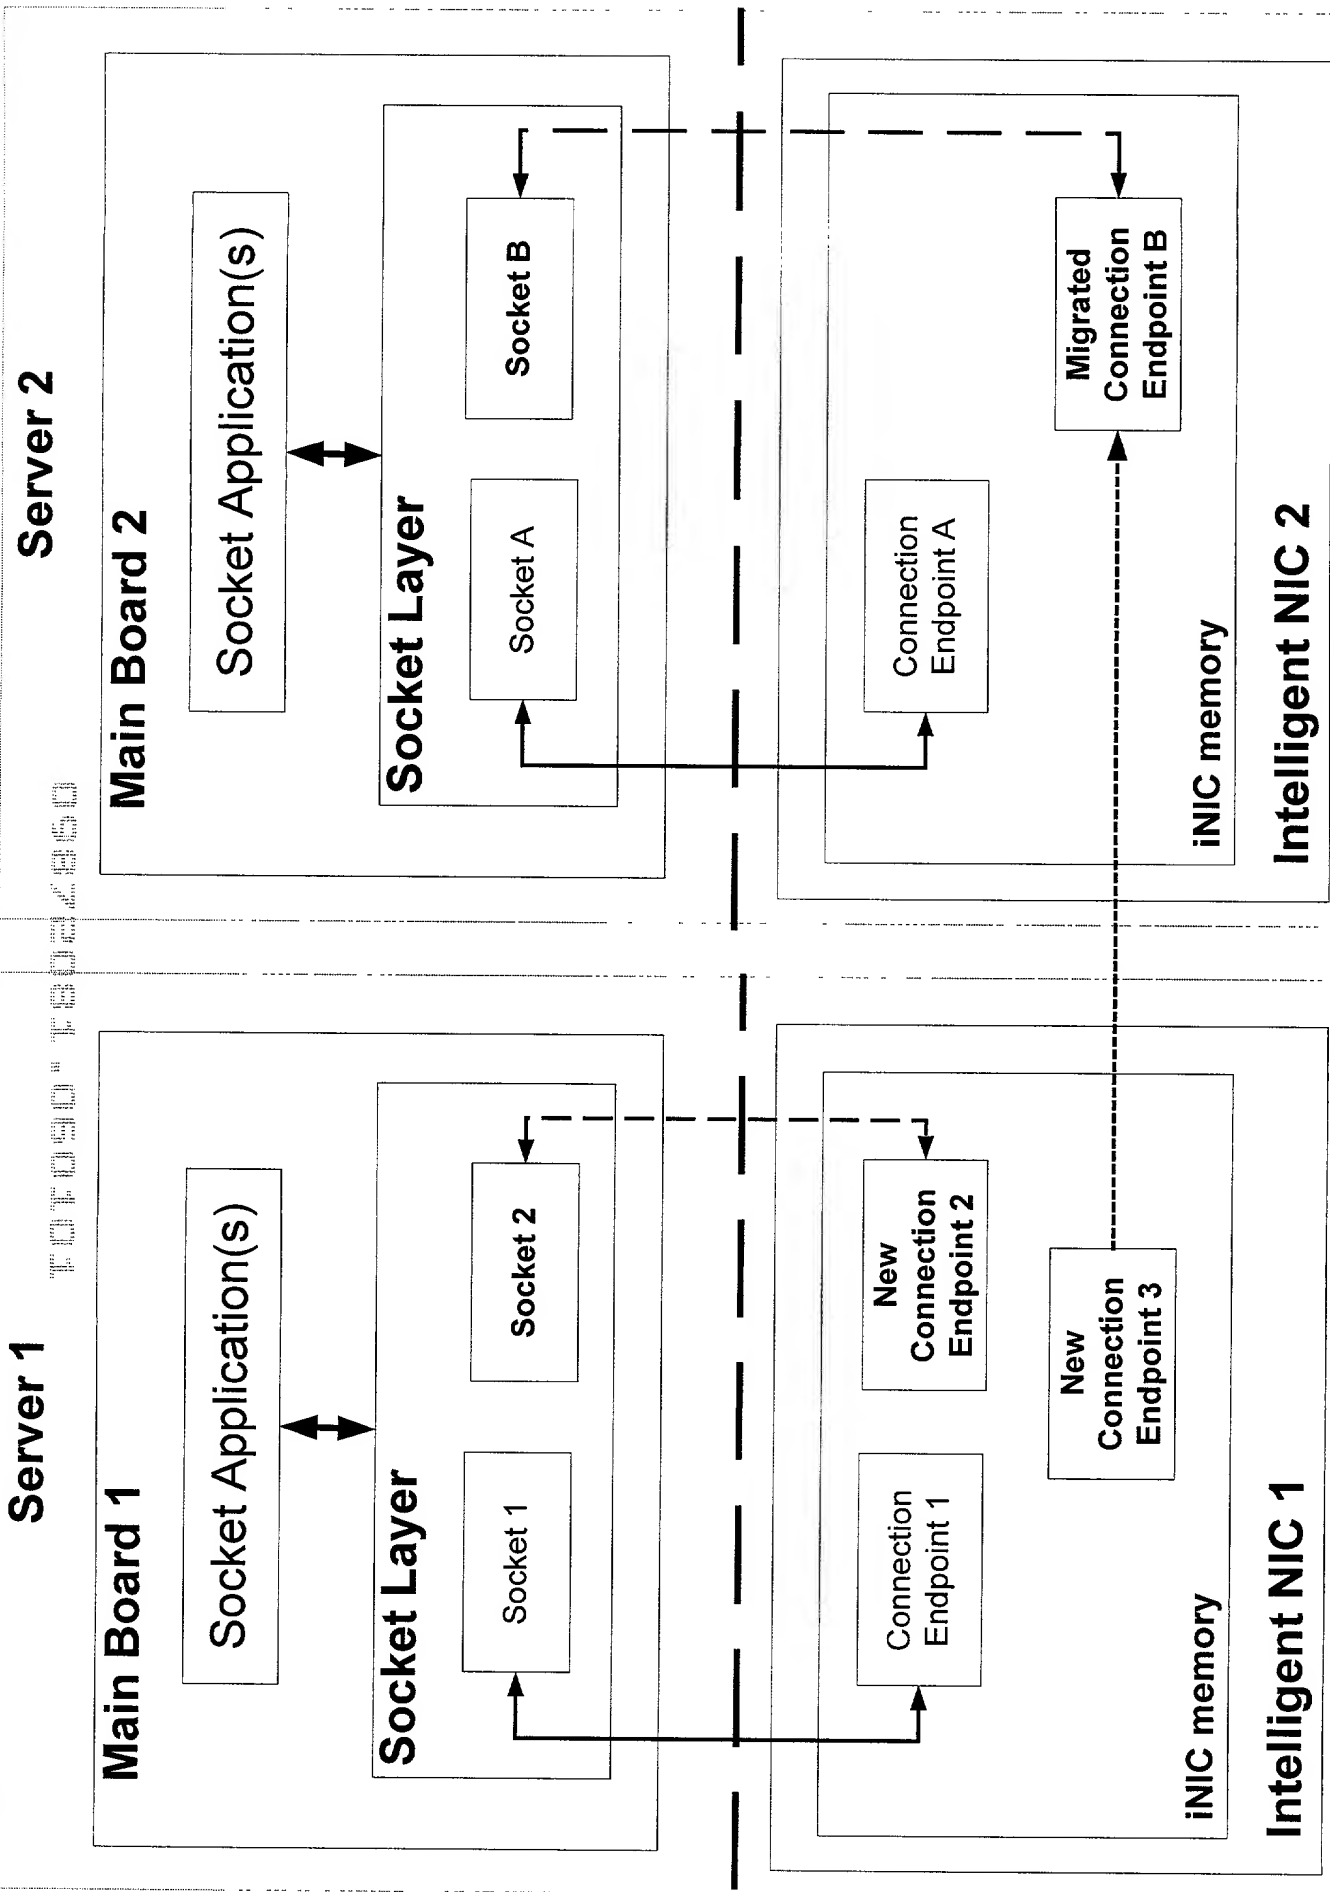 Server 1
Main Board 1
Socket Application(s)
Socket Layer
Socket 1
Socket 2
Connection
Endpoint 1
New
Connection
Endpoint 2
New
Connection
Endpoint 3
iNIC memory
Intelligent NIC 1
Server 2
Main Board 2
Socket Application(s)
Socket Layer
Socket A
Socket B
Connection
Endpoint A
Migrated
Connection
Endpoint B
iNIC memory
Intelligent NIC 2